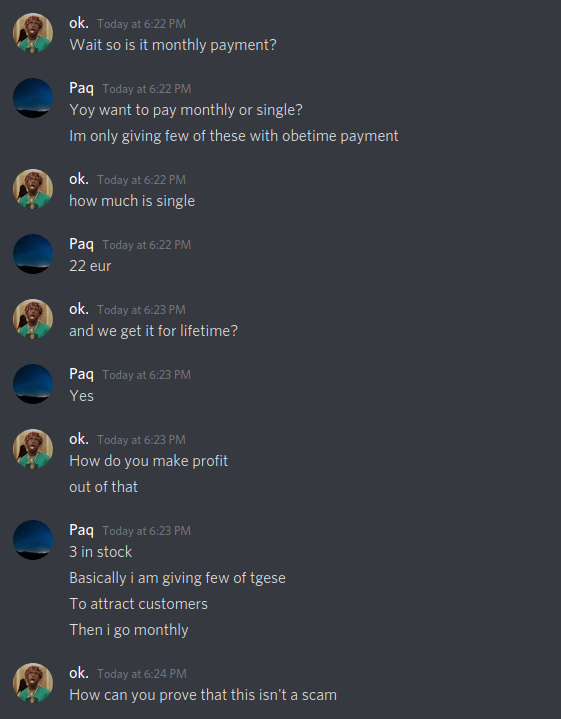 ok. Today at 6:22 PM
Wait so is it monthly payment?
Paq Today at 6:22 PM
Yoy want to pay monthly or single?
Im only giving few of these with obetime payment
ok. Today at 6:22 PM
how much is single
Paq Today at 6:22 PM
22 eur
ok. Today at 6:23 PM
and we get it for lifetime?
Paq Today at 6:23 PM
Yes
ok. Today at 6:23 PM
How do you make profit
out of that
Paq Today at 6:23 PM
3 in stock
Basically i am giving few of tgese
To attract customers
Then i go monthly
ok. Today at 6:24 PM
How can you prove that this isn't a scam